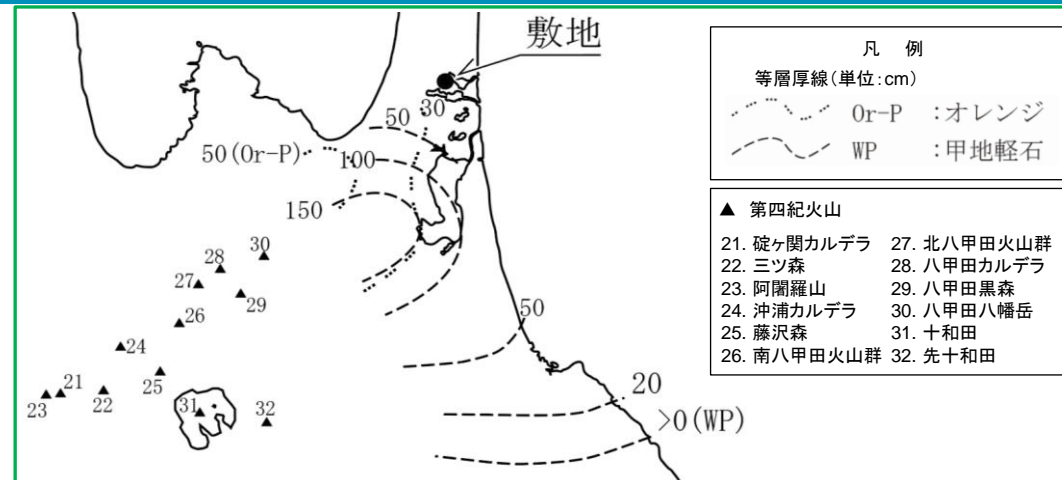 敷地
30
50
50(Or-P)
100
150
30
28
27
29
26
24
25
21
23
22
31
32
50
20
>0(WP)
凡 例
等層厚線(単位:cm)
Or-P :オレンジ
WP :甲地軽石
▲ 第四紀火山
21. 碇ヶ関カルデラ 27. 北八甲田火山群
22. 三ツ森 28. 八甲田カルデラ
23. 阿闍羅山 29. 八甲田黒森
24. 沖浦カルデラ 30. 八甲田八幡岳
25. 藤沢森 31. 十和田
26. 南八甲田火山群 32. 先十和田